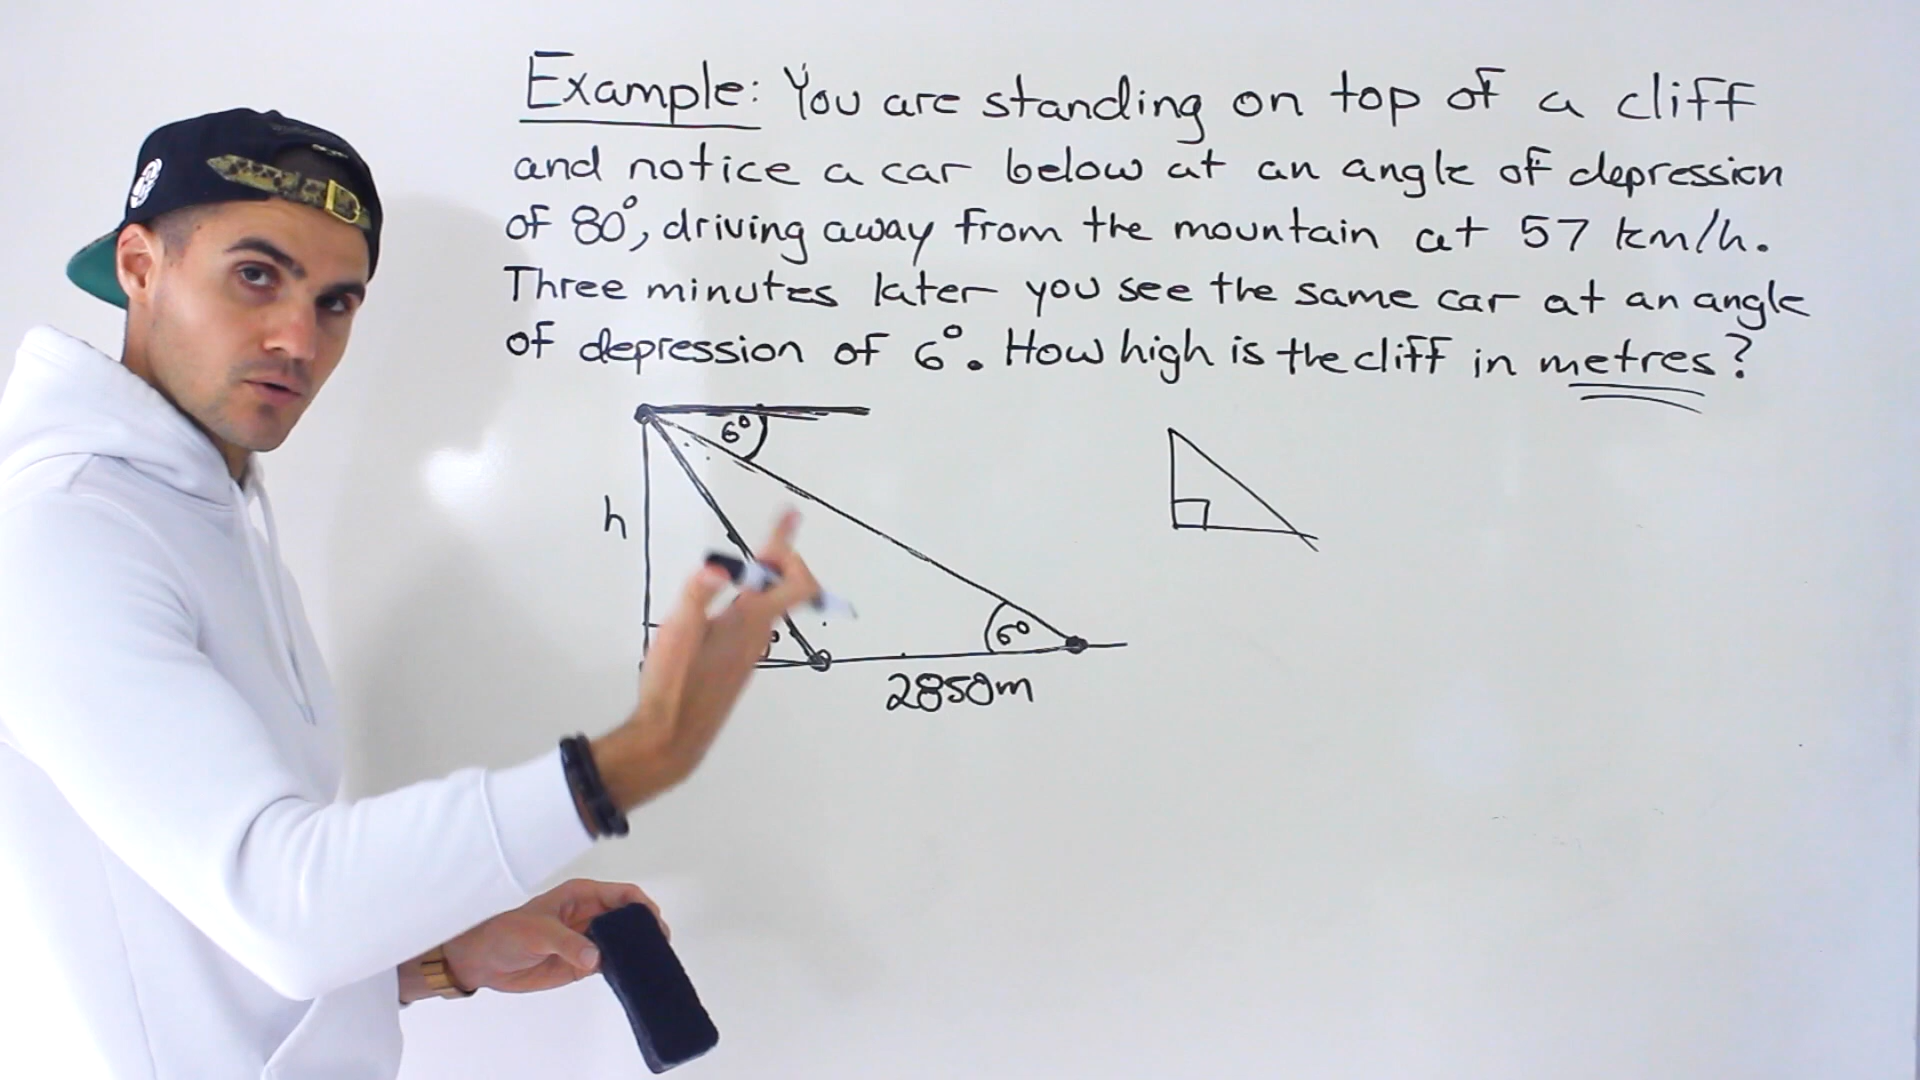 Example: You are standing on top of a cliff
and notice a car below at an angle of depression
of 80°, driving away from the mountain at 57 km/h.
Three minutes later you see the same car at an angle
of depression of 6°. How high is the cliff in metres?
6°
h
6°
2850m